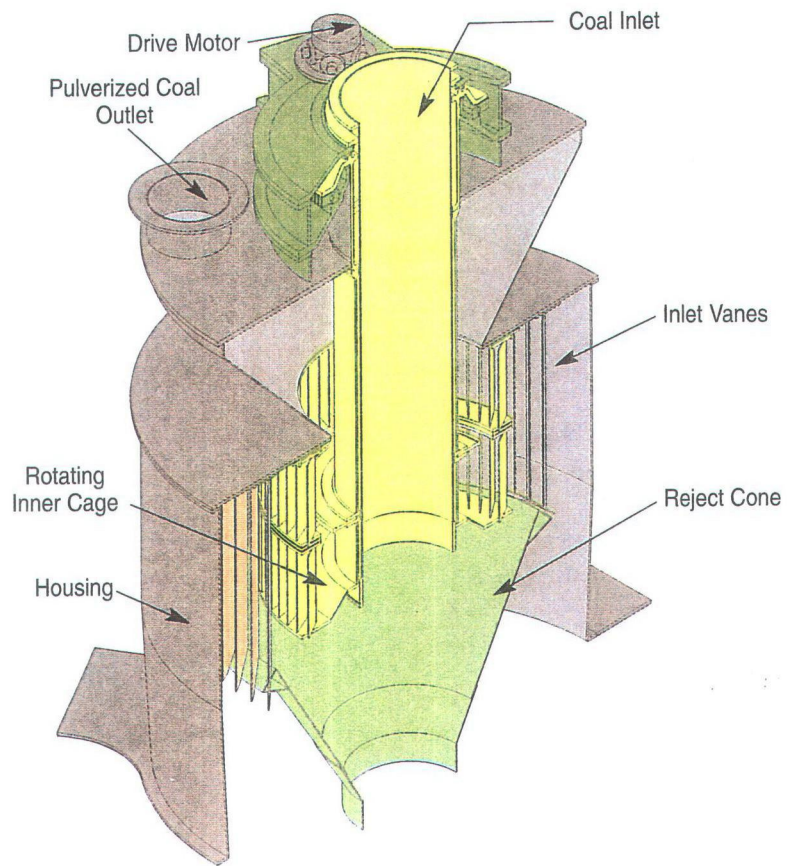 Drive Motor
Coal Inlet
Pulverized Coal
Outlet
Inlet Vanes
Rotating
Inner Cage
Reject Cone
Housing